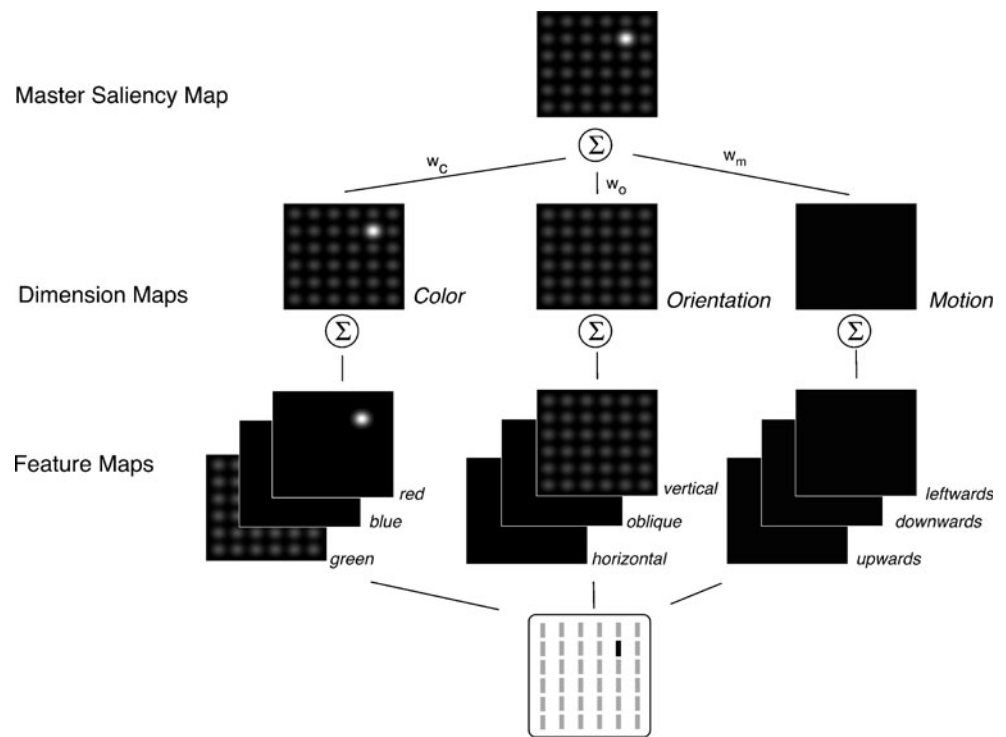 Master Saliency Map
Σ
w_c
w_o
w_m
Dimension Maps
Color
Orientation
Motion
Σ
Σ
Σ
Feature Maps
red
blue
green
vertical
oblique
horizontal
leftwards
downwards
upwards